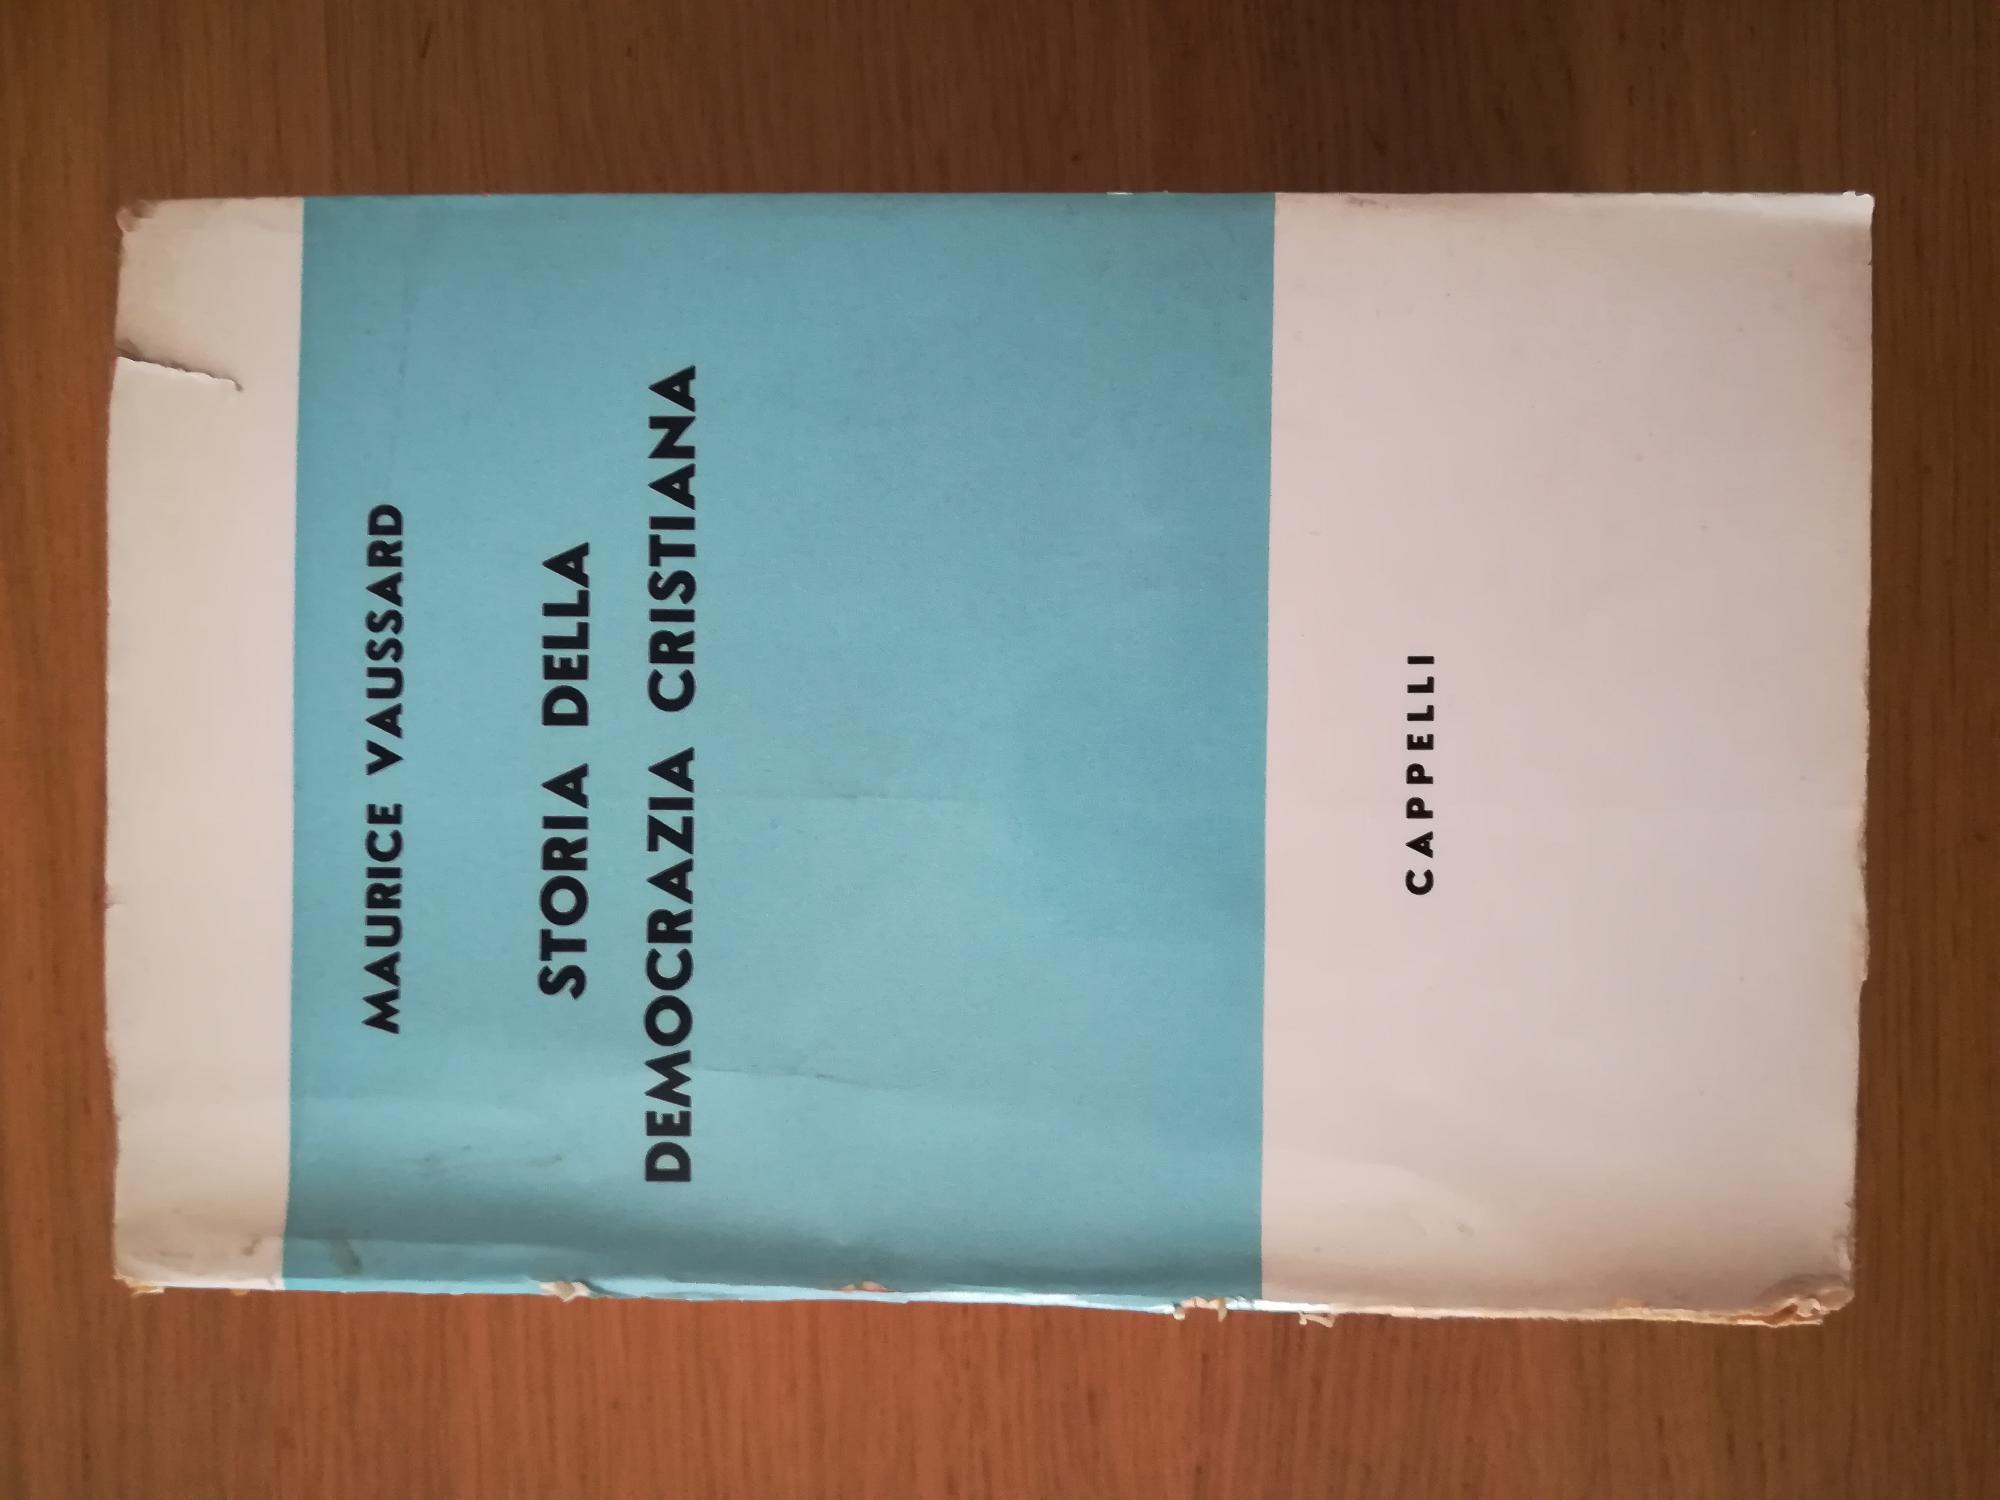 MAURICE VAUSSARD
STORIA DELLA
DEMOCRAZIA CRISTIANA
CAPPELLI